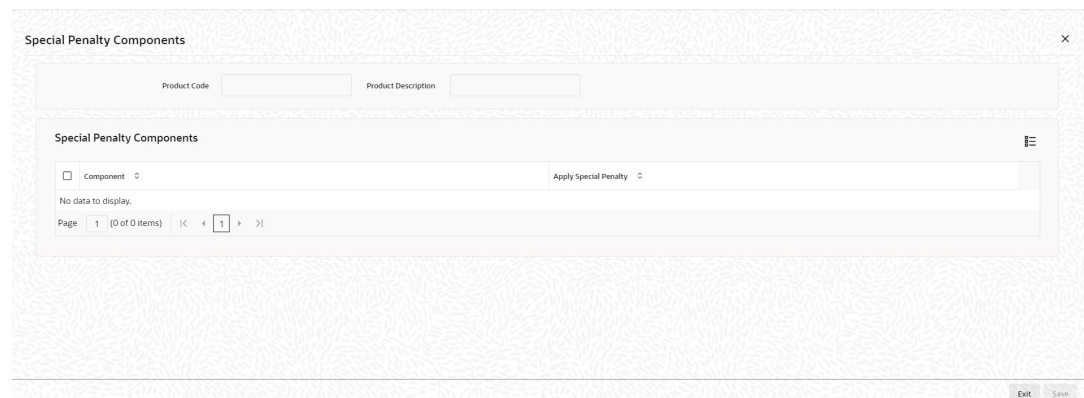 Special Penalty Components
Product Code
Product Description
Special Penalty Components
Component Apply Special Penalty
No data to display.
Page 1 (0 of 0 items) 1
Exit Save